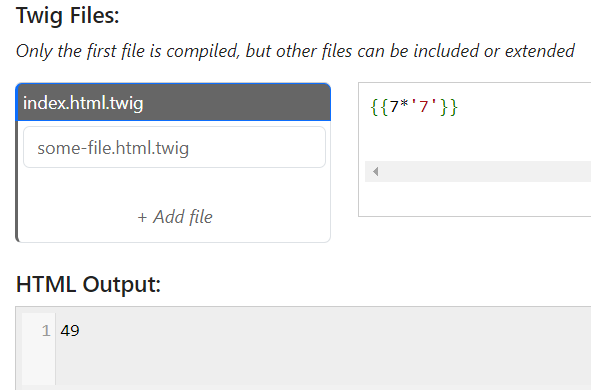 Twig Files:
Only the first file is compiled, but other files can be included or extended
index.html.twig
{{7*'7'}}
some-file.html.twig
+ Add file
HTML Output:
1 49